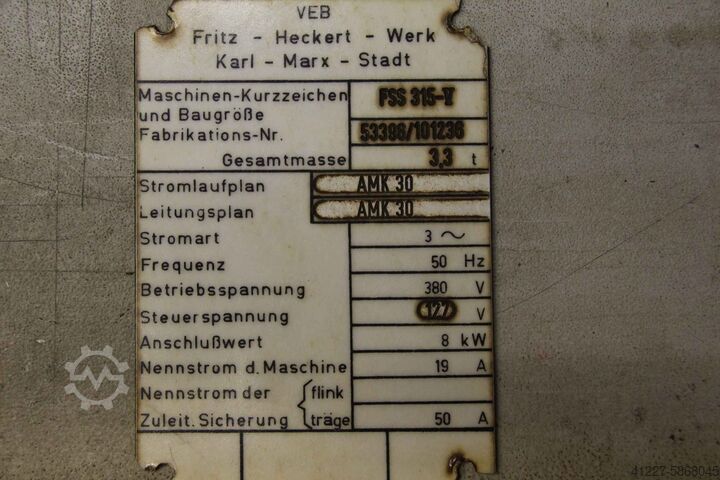 VEB
Fritz - Heckert - Werk
Karl - Marx - Stadt
Maschinen-Kurzzeichen und Baugröße FSS 315-V
Fabrikations-Nr. 53398/101236
Gesamtmasse 3,3 t
Stromlaufplan AMK 30
Leitungsplan AMK 30
Stromart 3 ~
Frequenz 50 Hz
Betriebsspannung 380 V
Steuerspannung 127 V
Anschlußwert 8 kW
Nennstrom d. Maschine 19 A
Nennstrom der { flink
Zuleit. Sicherung träge 50 A
41227-5868045